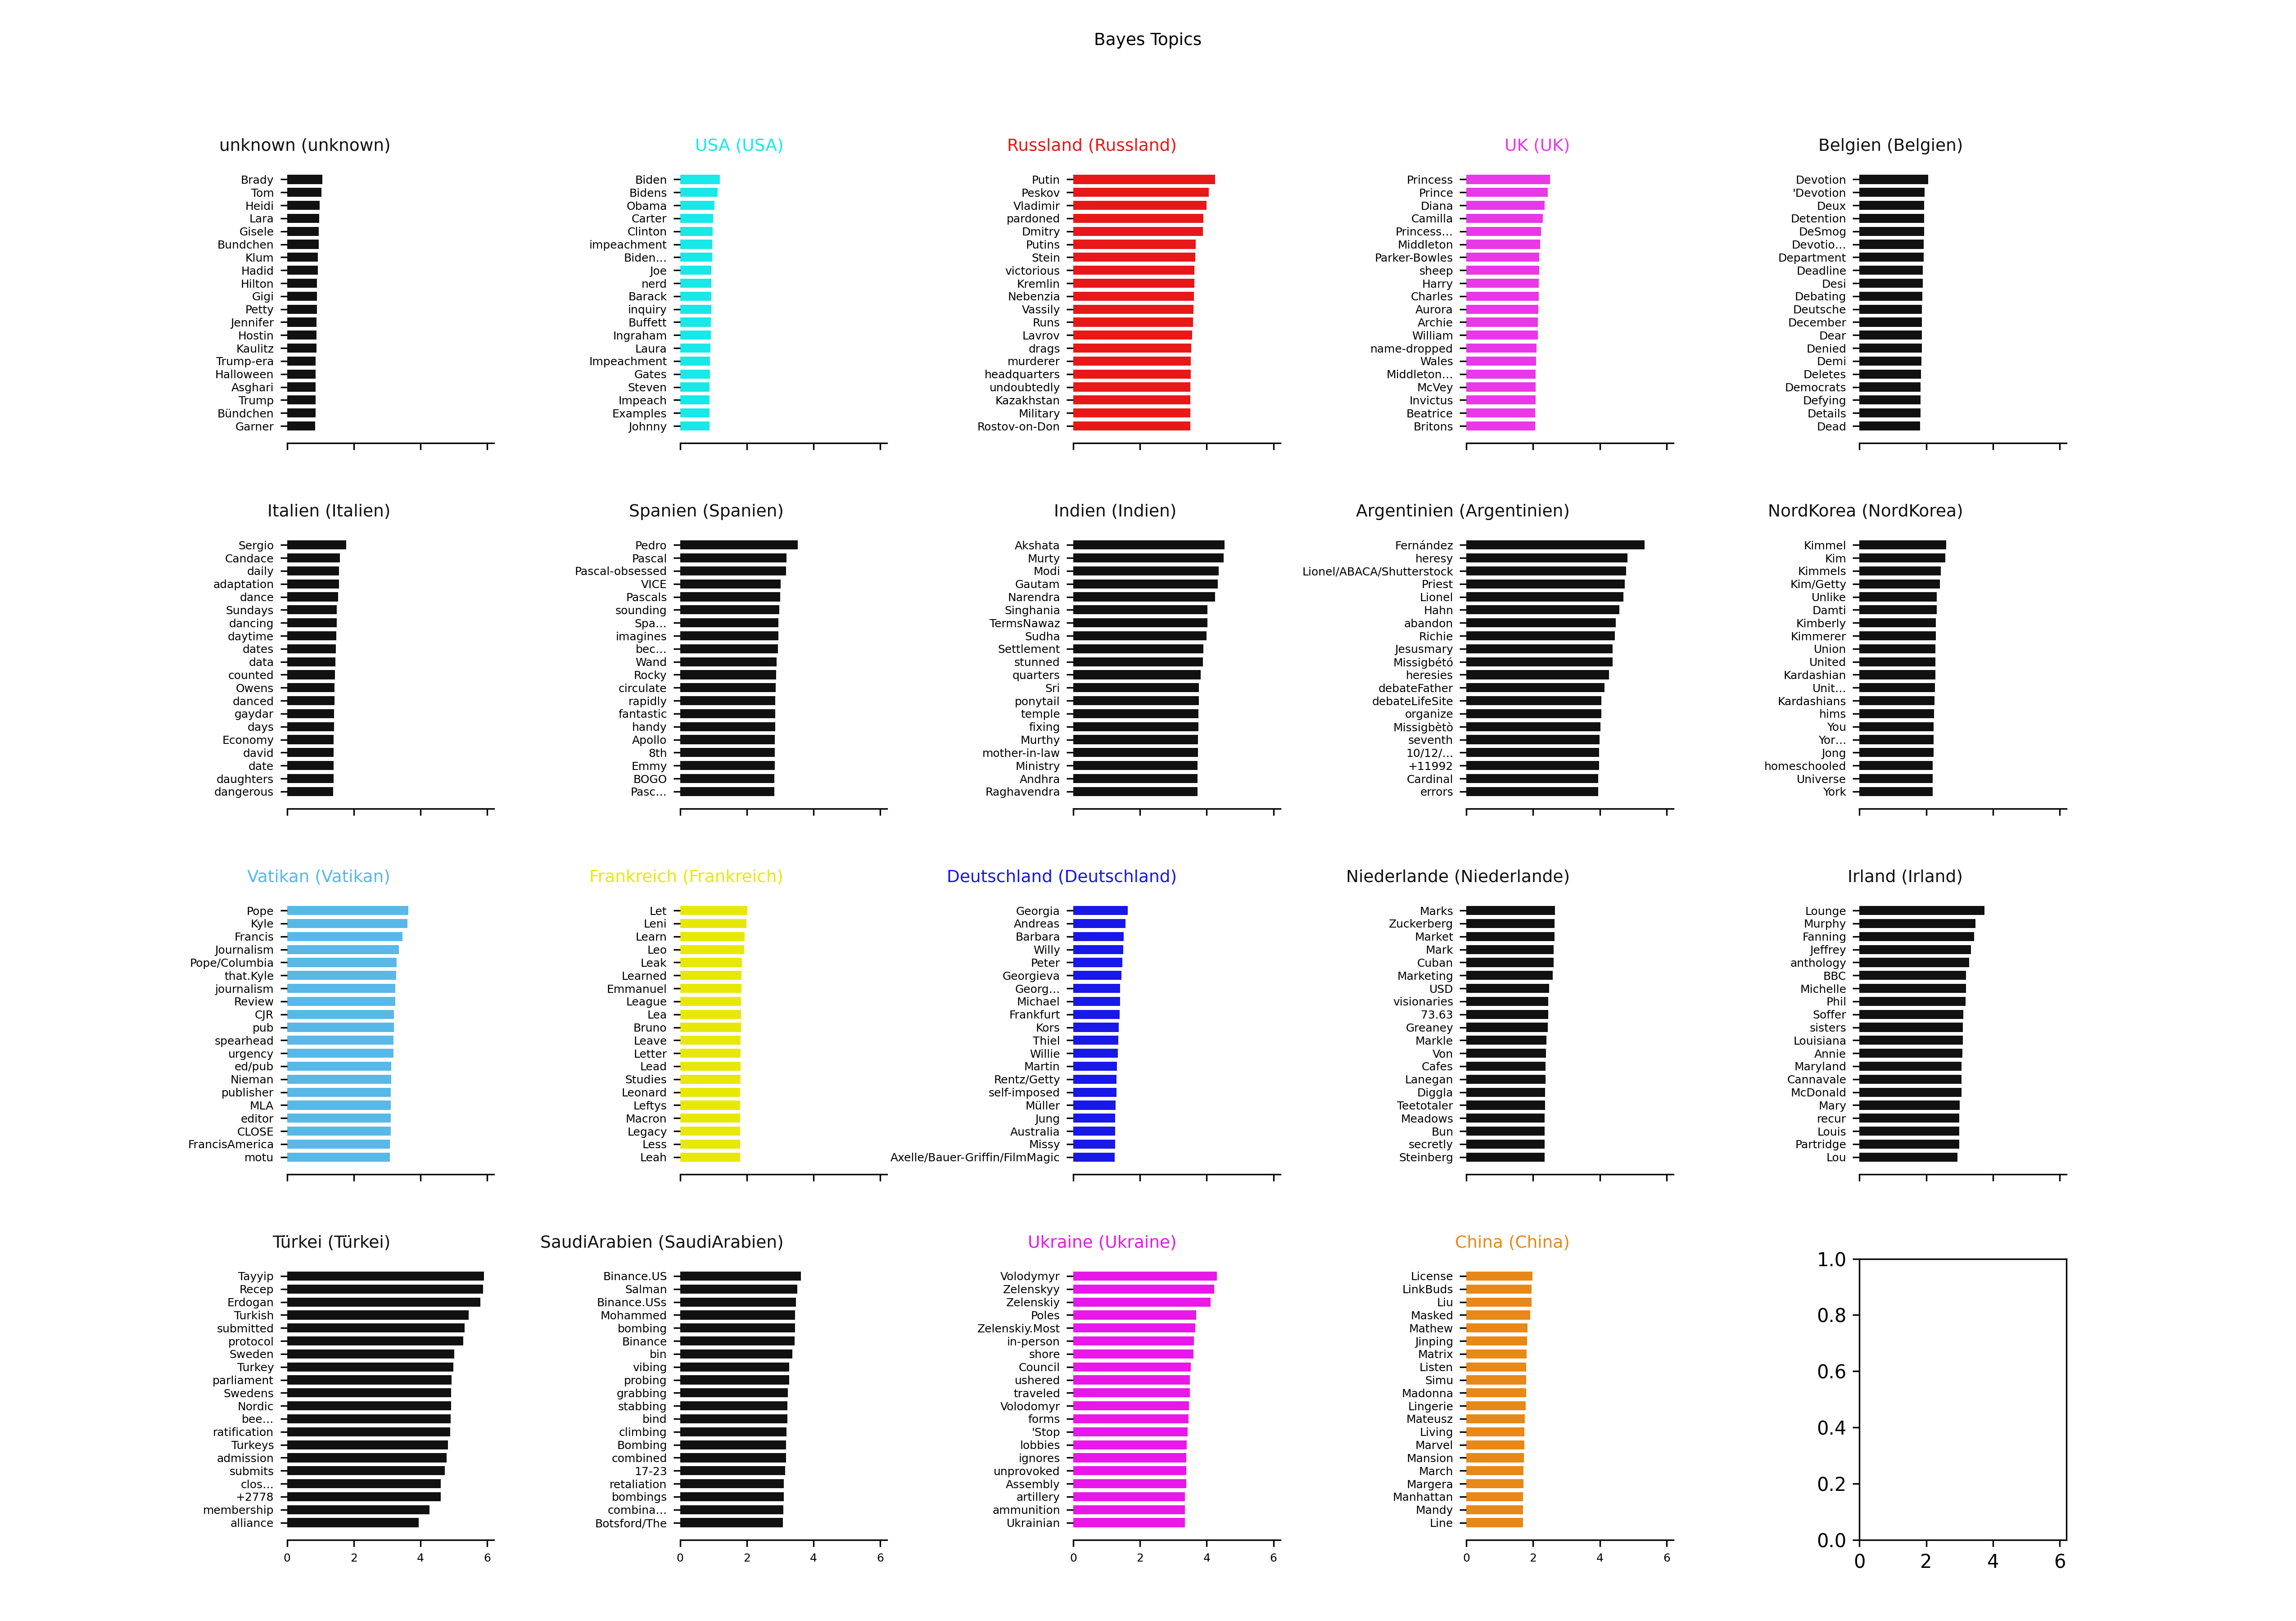 Bayes Topics
unknown (unknown)
Brady
Tom
Heidi
Lara
Gisele
Bundchen
Klum
Hadid
Hilton
Gigi
Petty
Jennifer
Hostin
Kaulitz
Trump-era
Halloween
Asghari
Trump
Bündchen
Garner
USA (USA)
Biden
Bidens
Obama
Carter
Clinton
impeachment
Biden...
Joe
nerd
Barack
inquiry
Buffett
Ingraham
Laura
Impeachment
Gates
Steven
Impeach
Examples
Johnny
Russland (Russland)
Putin
Peskov
Vladimir
pardoned
Dmitry
Putins
Stein
victorious
Kremlin
Nebenzia
Vassily
Runs
Lavrov
drags
murderer
headquarters
undoubtedly
Kazakhstan
Military
Rostov-on-Don
UK (UK)
Princess
Prince
Diana
Camilla
Princess...
Middleton
Parker-Bowles
sheep
Harry
Charles
Aurora
Archie
William
name-dropped
Wales
Middleton...
McVey
Invictus
Beatrice
Britons
Belgien (Belgien)
Devotion
'Devotion
Deux
Detention
DeSmog
Devotio...
Department
Deadline
Desi
Debating
Deutsche
December
Dear
Denied
Demi
Deletes
Democrats
Defying
Details
Dead
Italien (Italien)
Sergio
Candace
daily
adaptation
dance
Sundays
dancing
daytime
dates
data
counted
Owens
danced
gaydar
days
Economy
david
date
daughters
dangerous
Spanien (Spanien)
Pedro
Pascal
Pascal-obsessed
VICE
Pascals
sounding
Spa...
imagines
bec...
Wand
Rocky
circulate
rapidly
fantastic
handy
Apollo
8th
Emmy
BOGO
Pasc...
Indien (Indien)
Akshata
Murty
Modi
Gautam
Narendra
Singhania
TermsNawaz
Sudha
Settlement
stunned
quarters
Sri
ponytail
temple
fixing
Murthy
mother-in-law
Ministry
Andhra
Raghavendra
Argentinien (Argentinien)
Fernández
heresy
Lionel/ABACA/Shutterstock
Priest
Lionel
Hahn
abandon
Richie
Jesusmary
Missigbétó
heresies
debateFather
debateLifeSite
organize
Missigbètò
seventh
10/12/...
+11992
Cardinal
errors
NordKorea (NordKorea)
Kimmel
Kim
Kimmels
Kim/Getty
Unlike
Damti
Kimberly
Kimmerer
Union
United
Kardashian
Unit...
Kardashians
hims
You
Yor...
Jong
homeschooled
Universe
York
Vatikan (Vatikan)
Pope
Kyle
Francis
Journalism
Pope/Columbia
that.Kyle
journalism
Review
CJR
pub
spearhead
urgency
ed/pub
Nieman
publisher
MLA
editor
CLOSE
FrancisAmerica
motu
Frankreich (Frankreich)
Let
Leni
Learn
Leo
Leak
Learned
Emmanuel
League
Lea
Bruno
Leave
Letter
Lead
Studies
Leonard
Leftys
Macron
Legacy
Less
Leah
Deutschland (Deutschland)
Georgia
Andreas
Barbara
Willy
Peter
Georgieva
Georg...
Michael
Frankfurt
Kors
Thiel
Willie
Martin
Rentz/Getty
self-imposed
Müller
Jung
Australia
Missy
Axelle/Bauer-Griffin/FilmMagic
Niederlande (Niederlande)
Marks
Zuckerberg
Market
Mark
Cuban
Marketing
USD
visionaries
73.63
Greaney
Markle
Von
Cafes
Lanegan
Diggla
Teetotaler
Meadows
Bun
secretly
Steinberg
Irland (Irland)
Lounge
Murphy
Fanning
Jeffrey
anthology
BBC
Michelle
Phil
Soffer
sisters
Louisiana
Annie
Maryland
Cannavale
McDonald
Mary
recur
Louis
Partridge
Lou
Türkei (Türkei)
Tayyip
Recep
Erdogan
Turkish
submitted
protocol
Sweden
Turkey
parliament
Swedens
Nordic
bee...
ratification
Turkeys
admission
submits
clos...
+2778
membership
alliance
0 2 4 6
SaudiArabien (SaudiArabien)
Binance.US
Salman
Binance.USs
Mohammed
bombing
Binance
bin
vibing
probing
grabbing
stabbing
bind
climbing
Bombing
combined
17-23
retaliation
bombings
combina...
Botsford/The
0 2 4 6
Ukraine (Ukraine)
Volodymyr
Zelenskyy
Zelenskiy
Poles
Zelenskiy.Most
in-person
shore
Council
ushered
traveled
Volodomyr
forms
'Stop
lobbies
ignores
unprovoked
Assembly
artillery
ammunition
Ukrainian
0 2 4 6
China (China)
License
LinkBuds
Liu
Masked
Mathew
Jinping
Matrix
Listen
Simu
Madonna
Lingerie
Mateusz
Living
Marvel
Mansion
March
Margera
Manhattan
Mandy
Line
0 2 4 6
1.0
0.8
0.6
0.4
0.2
0.0
0 2 4 6